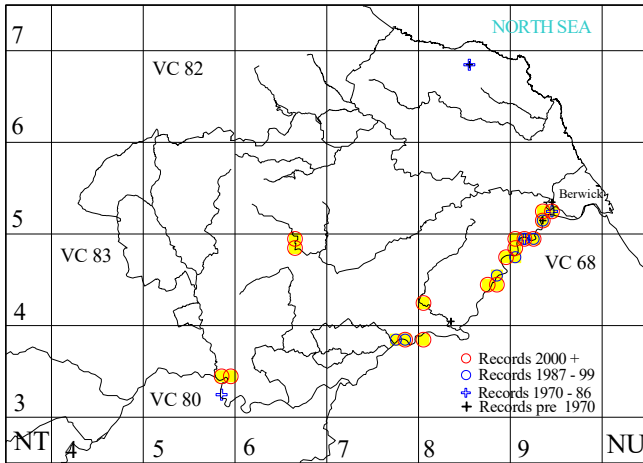 NORTH SEA
7
VC 82
6
Berwick
5
VC 83
VC 68
4
Records 2000 +
Records 1987 - 99
Records 1970 - 86
Records pre 1970
VC 80
3
NT 4 5 6 7 8 9 NU